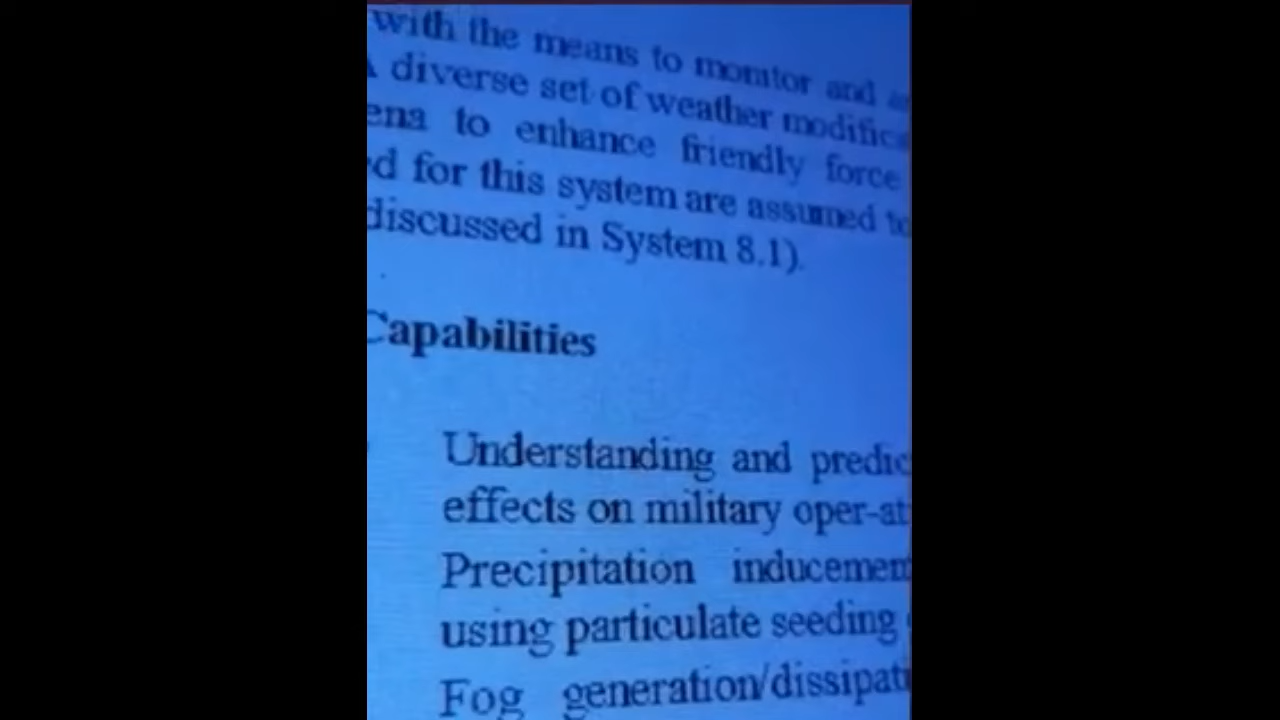 with the means to monitor and
diverse set of weather modific
ena to enhance friendly force
d for this system are assumed to
discussed in System 8.1).
Capabilities
Understanding and predic
effects on military oper-at
Precipitation inducement
using particulate seeding
Fog generation/dissipat